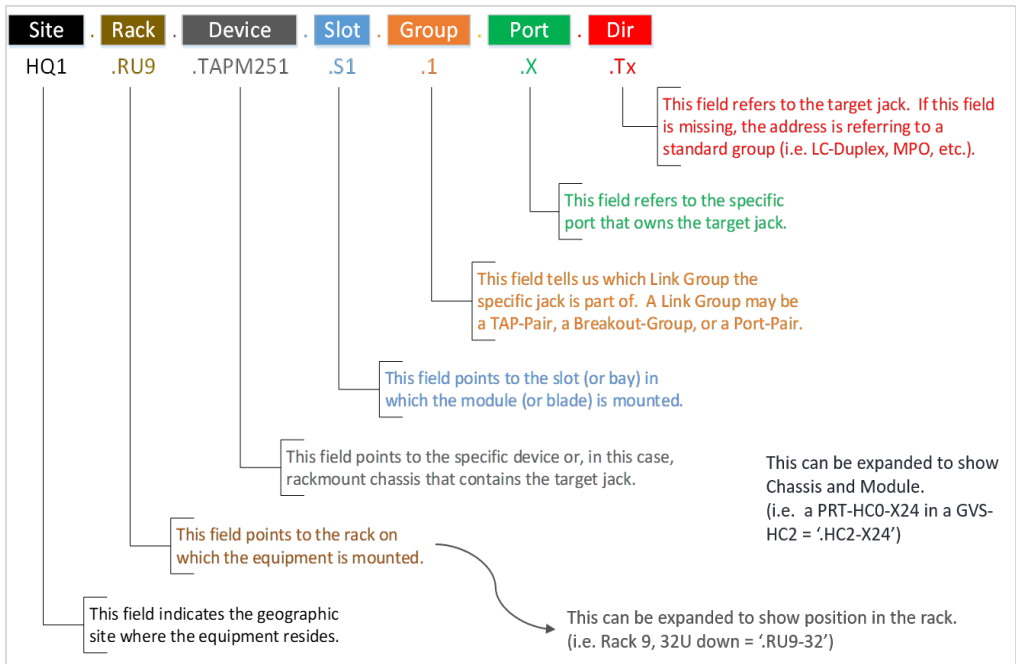 Site . Rack . Device . Slot . Group . Port . Dir
HQ1 .RU9 .TAPM251 .S1 .1 .X .Tx
This field refers to the target jack. If this field
is missing, the address is referring to a
standard group (i.e. LC-Duplex, MPO, etc.).
This field refers to the specific
port that owns the target jack.
This field tells us which Link Group the
specific jack is part of. A Link Group may be
a TAP-Pair, a Breakout-Group, or a Port-Pair.
This field points to the slot (or bay) in
which the module (or blade) is mounted.
This field points to the specific device or, in this case,
rackmount chassis that contains the target jack.
This can be expanded to show
Chassis and Module.
(i.e. a PRT-HC0-X24 in a GVS-
HC2 = '.HC2-X24')
This field points to the rack on
which the equipment is mounted.
This field indicates the geographic
site where the equipment resides.
This can be expanded to show position in the rack.
(i.e. Rack 9, 32U down = '.RU9-32')